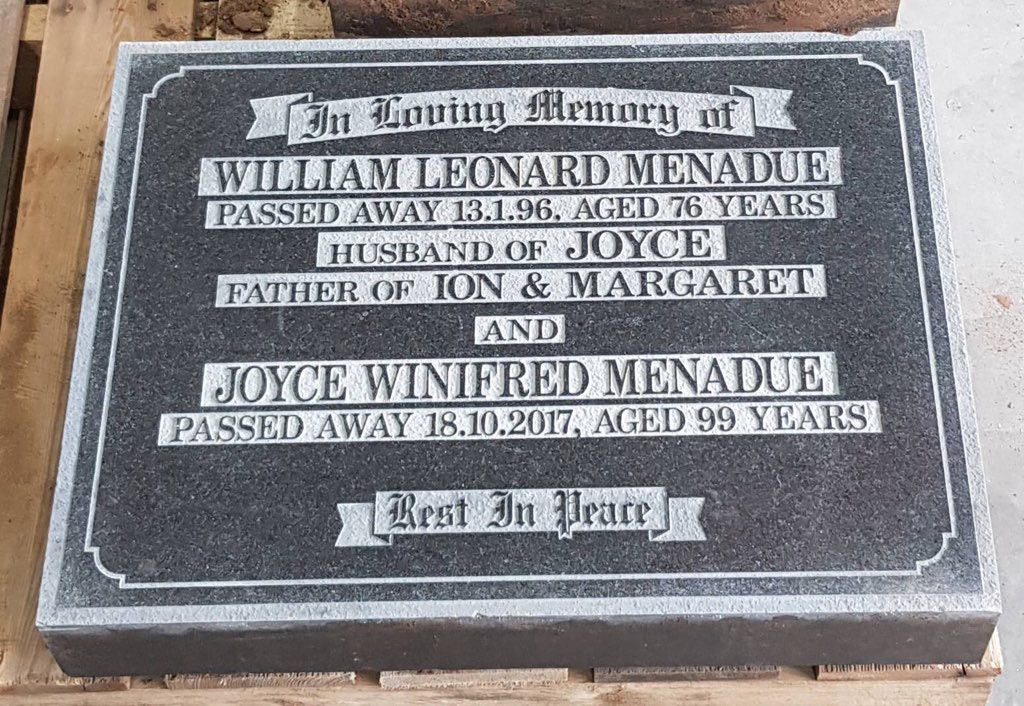 In Loving Memory of
WILLIAM LEONARD MENADUE
PASSED AWAY 13.1.96. AGED 76 YEARS
HUSBAND OF JOYCE
FATHER OF ION & MARGARET
AND
JOYCE WINIFRED MENADUE
PASSED AWAY 18.10.2017, AGED 99 YEARS
Rest In Peace